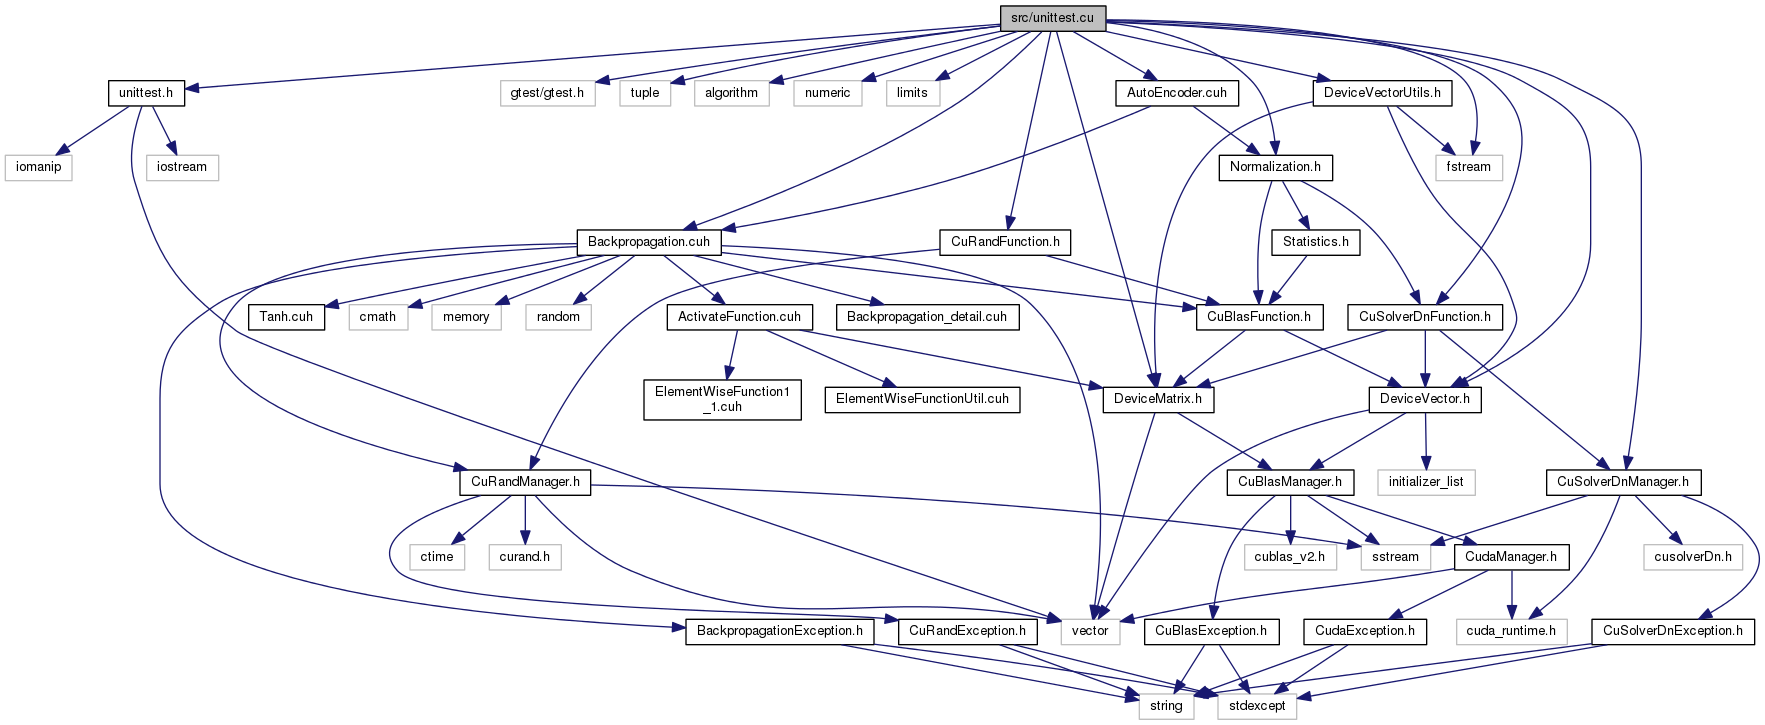 src/unittest.cu
unittest.h
gtest/gtest.h
tuple
algorithm
numeric
limits
AutoEncoder.cuh
DeviceVectorUtils.h
iomanip
iostream
Normalization.h
fstream
Backpropagation.cuh
CuRandFunction.h
Statistics.h
Tanh.cuh
cmath
memory
random
ActivateFunction.cuh
Backpropagation_detail.cuh
CuBlasFunction.h
CuSolverDnFunction.h
ElementWiseFunction1
_1.cuh
ElementWiseFunctionUtil.cuh
DeviceMatrix.h
DeviceVector.h
CuRandManager.h
CuBlasManager.h
initializer_list
CuSolverDnManager.h
ctime
curand.h
cublas_v2.h
sstream
CudaManager.h
cusolverDn.h
BackpropagationException.h
CuRandException.h
vector
CuBlasException.h
CudaException.h
cuda_runtime.h
CuSolverDnException.h
string
stdexcept